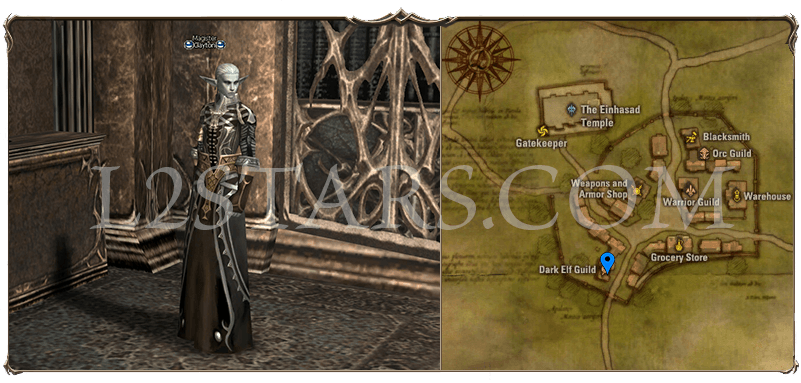 Magister
Clayton
L2STARS.COM
The Einhasad
Temple
Gatekeeper
Blacksmith
Orc Guild
Weapons and
Armor Shop
Warrior Guild
Warehouse
Grocery Store
Dark Elf Guild